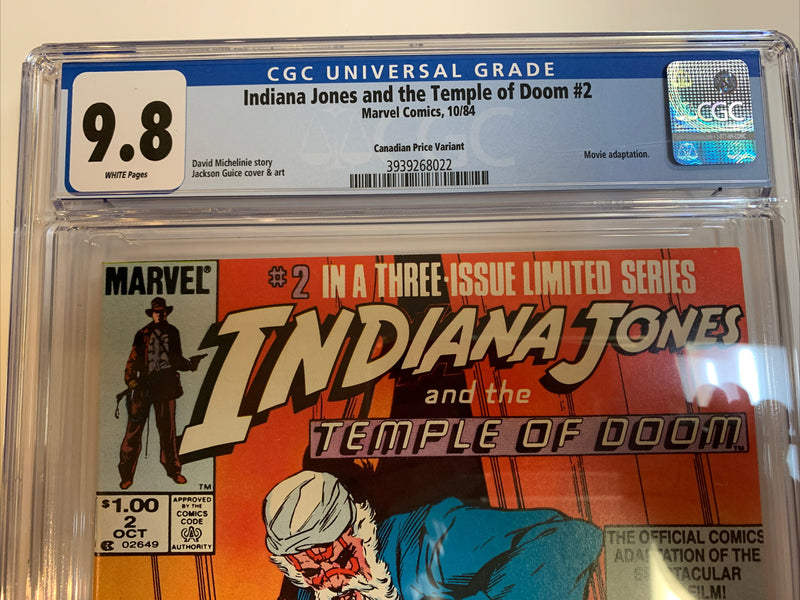 CGC UNIVERSAL GRADE
9.8
WHITE Pages
Indiana Jones and the Temple of Doom #2
Marvel Comics, 10/84
Canadian Price Variant
David Michelinie story
Jackson Guice cover & art
3939268022
Movie adaptation.
CGC
MARVEL®
#2 IN A THREE-ISSUE LIMITED SERIES
INDIANA JONES
and the
TEMPLE OF DOOM™
TM
$1.00
2
OCT
02649
APPROVED
BY THE
COMICS
CODE
AUTHORITY
THE OFFICIAL COMICS
ADAPTATION OF THE
SPECTACULAR
FILM!